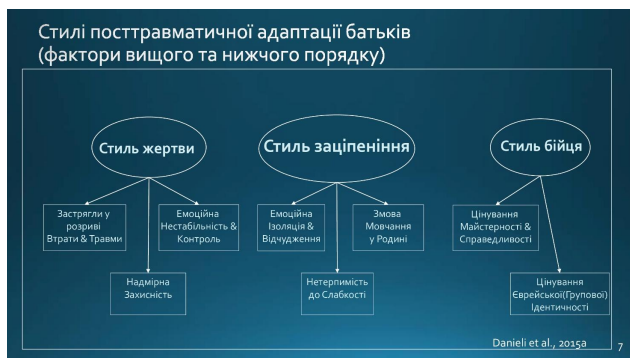 Стилі посттравматичної адаптації батьків
(фактори вищого та нижчого порядку)
Стиль жертви
Стиль заціпеніння
Стиль бійця
Застрягли у
розриві
Втрати & Травми
Емоційна
Нестабільність &
Контроль
Емоційна
Ізоляція &
Відчудження
Змова
Мовчання
у Родині
Цінування
Майстерності &
Справедливості
Надмірна
Захисність
Нетерпимість
до Слабкості
Цінування
Єврейської(Групової)
Ідентичності
Danieli et al., 2015a
7